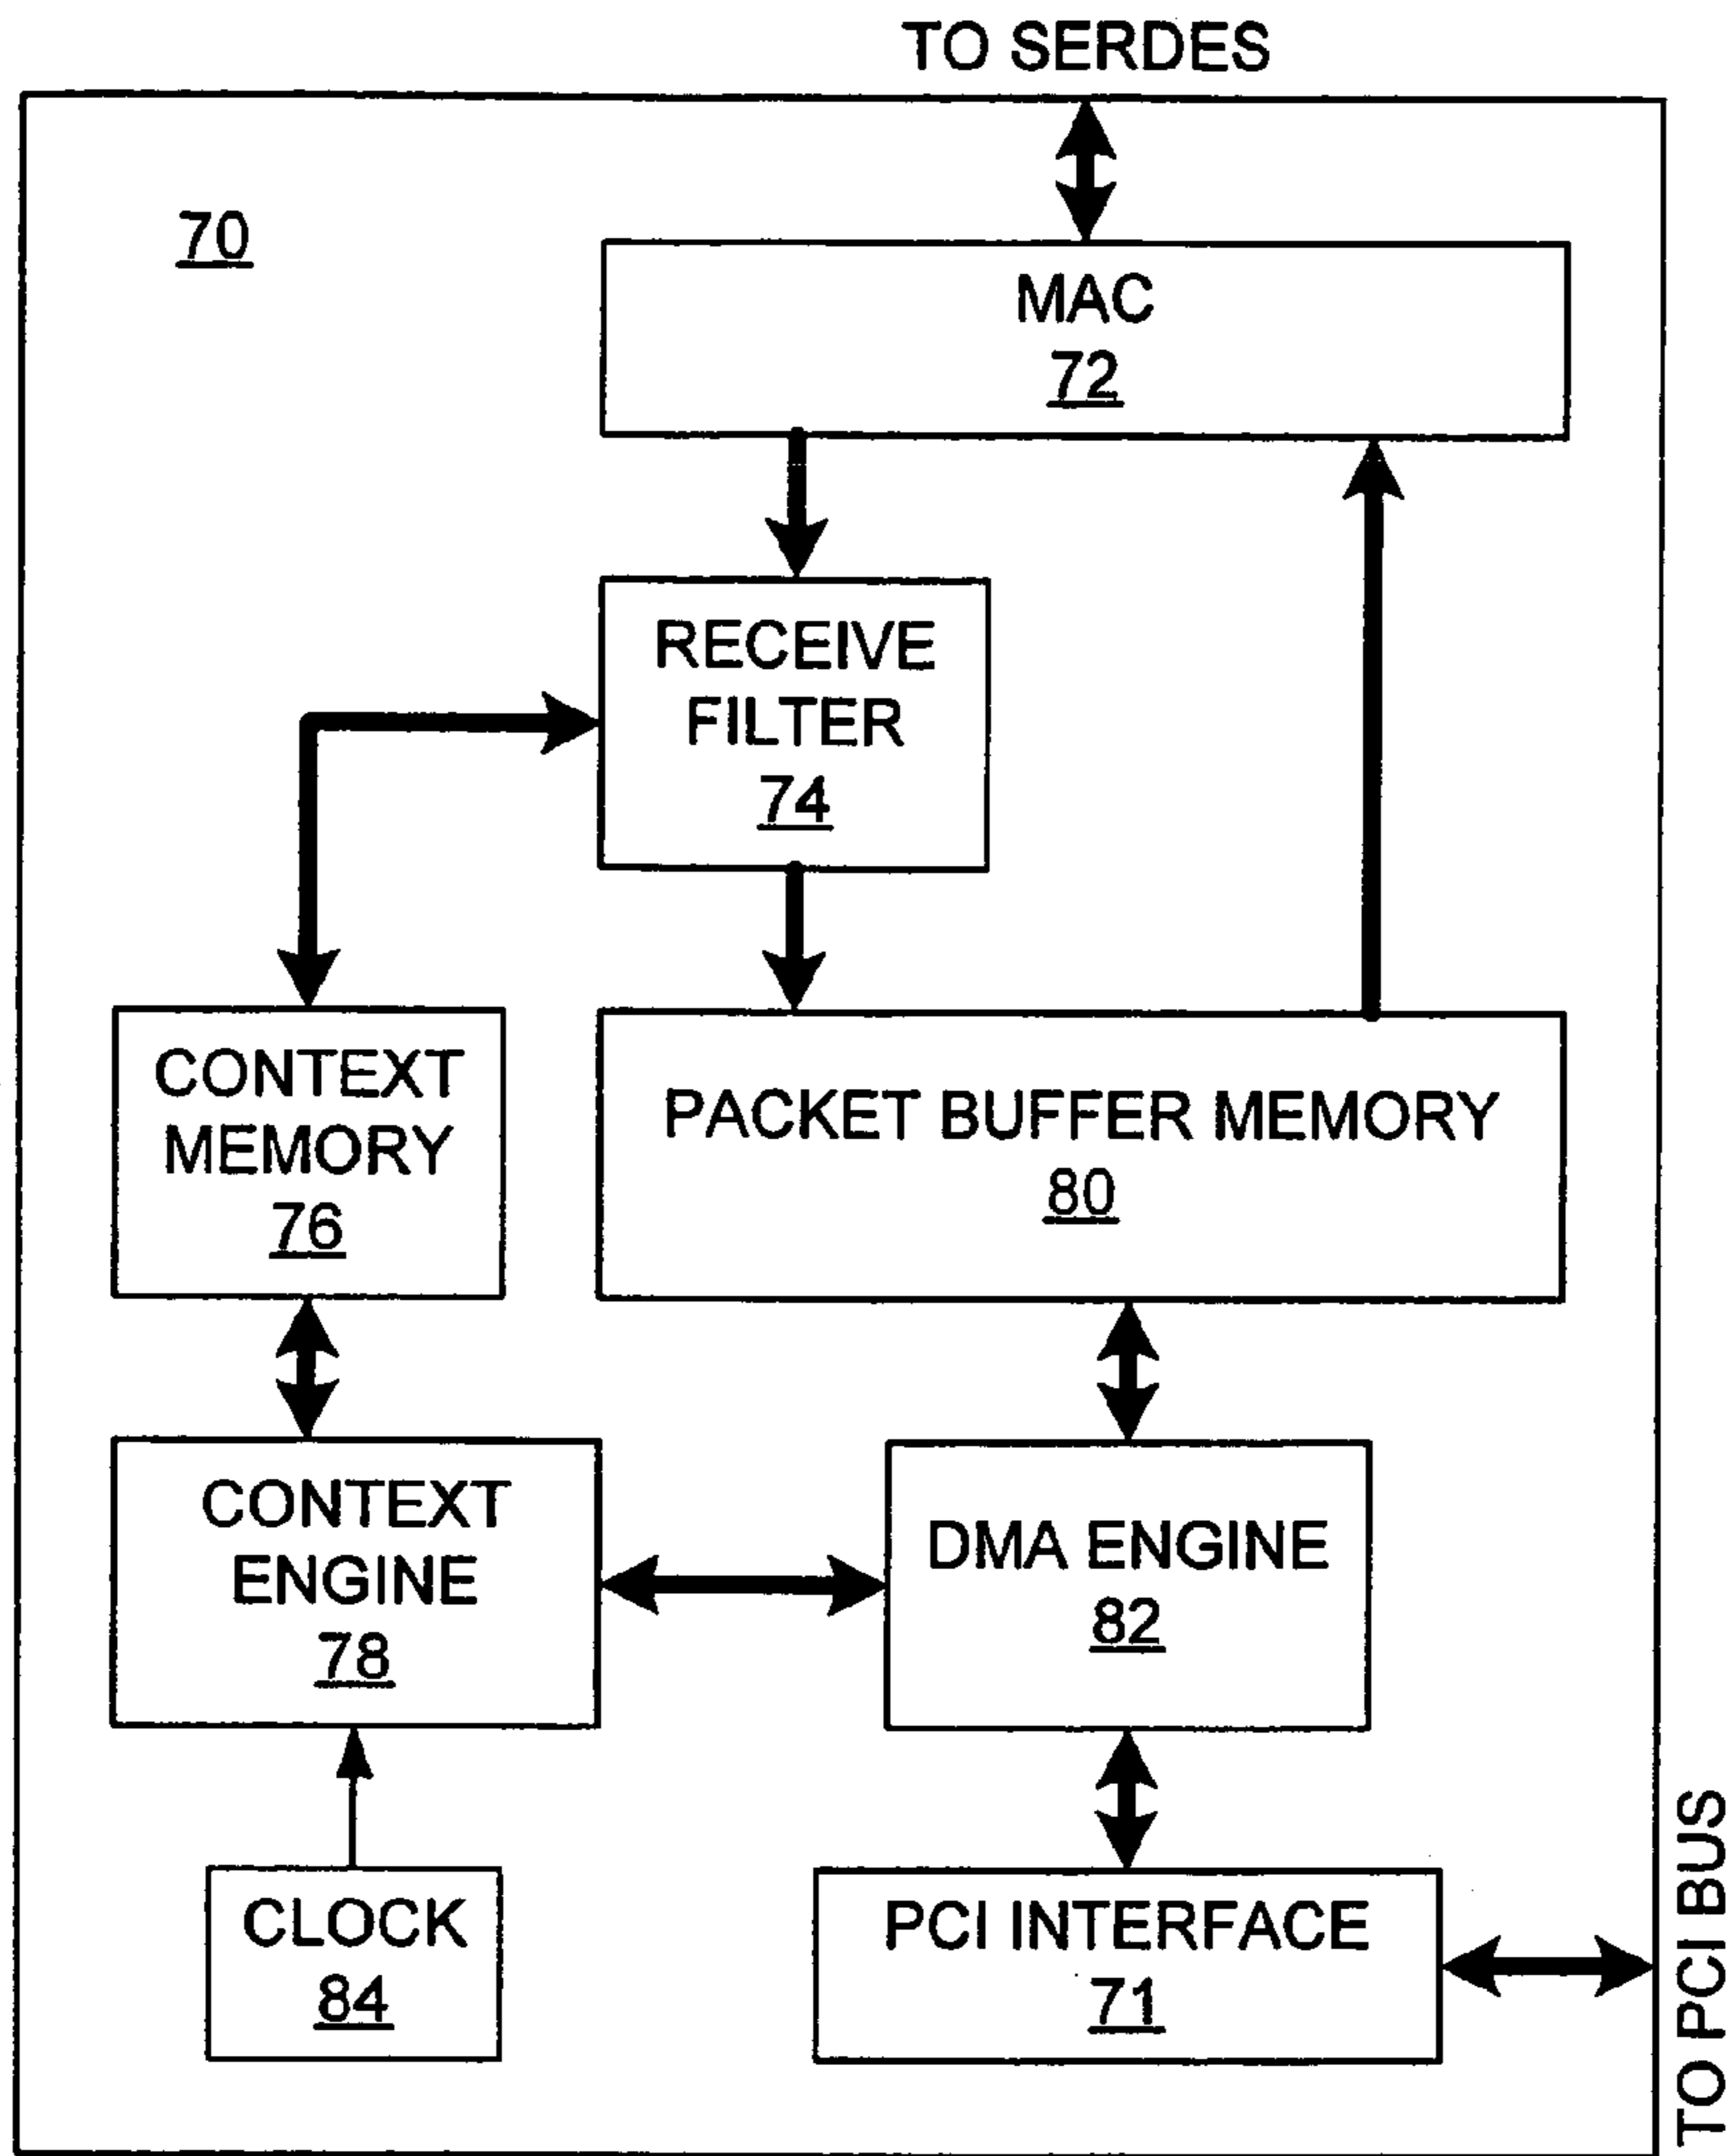 TO SERDES
70
MAC
72
RECEIVE
FILTER
74
CONTEXT
MEMORY
76
PACKET BUFFER MEMORY
80
CONTEXT
ENGINE
78
DMA ENGINE
82
CLOCK
84
PCI INTERFACE
71
TO PCI BUS